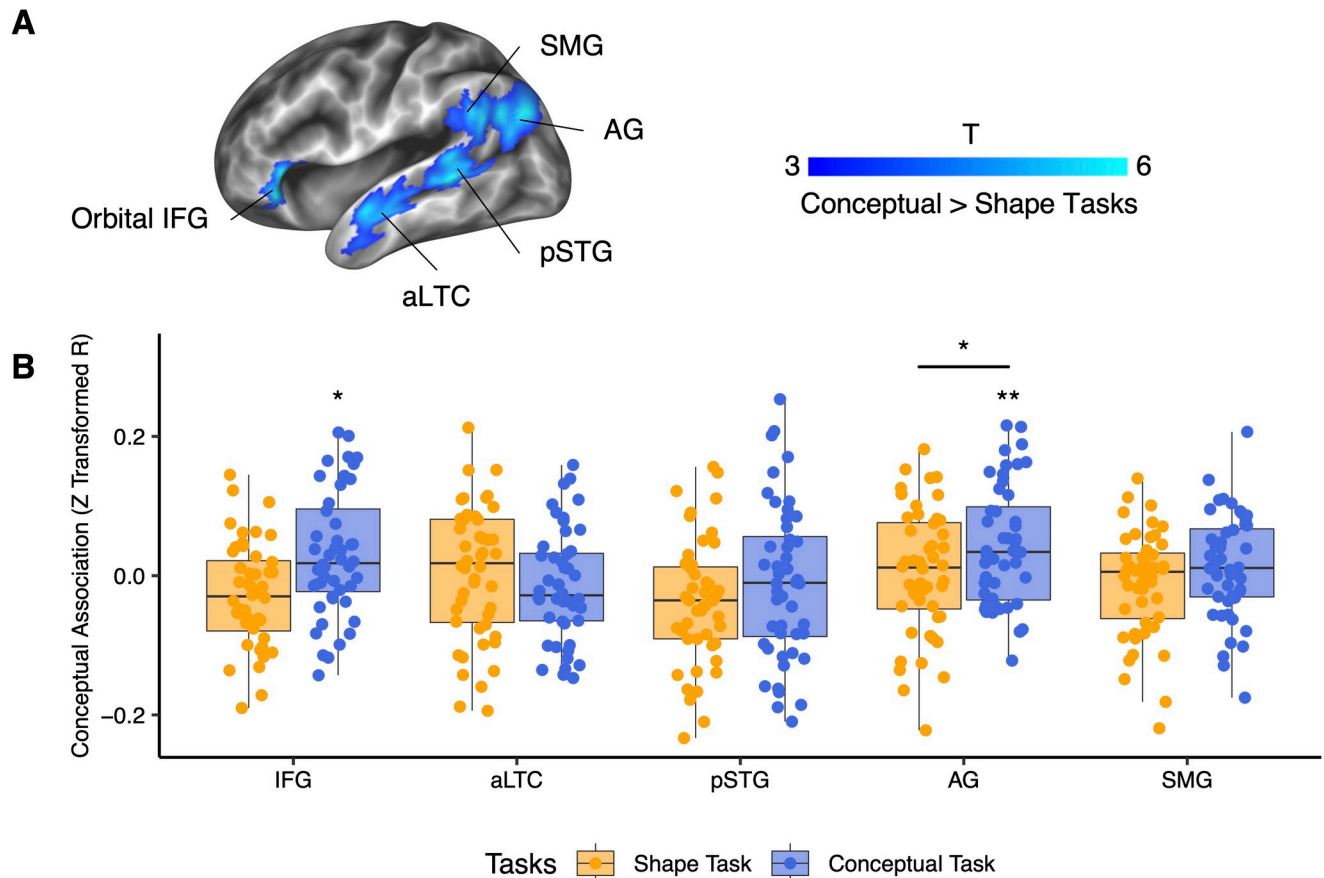 A
SMG
AG
Orbital IFG
pSTG
aLTC
T
3 6
Conceptual > Shape Tasks
B
Conceptual Association (Z Transformed R)
*
*
**
0.2
0.0
−0.2
IFG aLTC pSTG AG SMG
Tasks Shape Task Conceptual Task